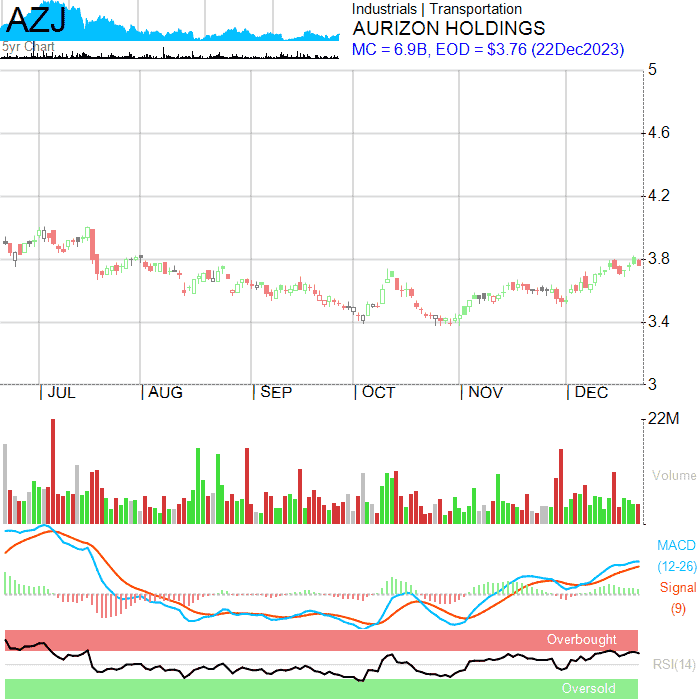 AZJ
5yr Chart
Industrials | Transportation
AURIZON HOLDINGS
MC = 6.9B, EOD = $3.76 (22Dec2023)
5
4.6
4.2
3.8
3.4
3
| JUL | AUG | SEP | OCT | NOV | DEC
22M
Volume
MACD
(12-26)
Signal
(9)
Overbought
RSI(14)
Oversold